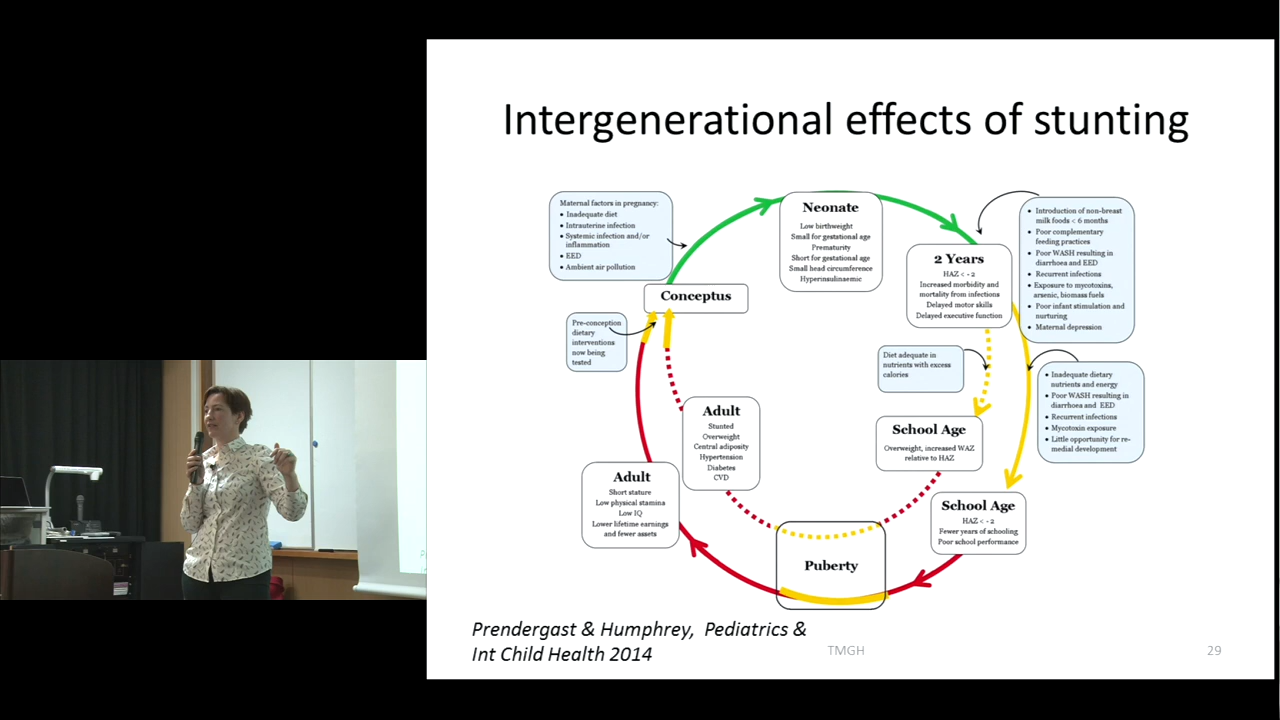 Intergenerational effects of stunting
Maternal factors in pregnancy:
• Inadequate diet
• Intrauterine infection
• Systemic infection and/or
inflammation
• EED
• Ambient air pollution
Neonate
Low birthweight
Small for gestational age
Prematurity
Short for gestational age
Small head circumference
Hyperinsulinaemic
• Introduction of non-breast
milk foods < 6 months
• Poor complementary
feeding practices
• Poor WASH resulting in
diarrhoea and EED
• Recurrent infections
• Exposure to mycotoxins,
arsenic, biomass fuels
• Poor infant stimulation and
nurturing
• Maternal depression
2 Years
HAZ < - 2
Increased morbidity and
mortality from infections
Delayed motor skills
Delayed executive function
Conceptus
Pre-conception
dietary
interventions
now being
tested
Diet adequate in
nutrients with excess
calories
• Inadequate dietary
nutrients and energy
• Poor WASH resulting in
diarrhoea and EED
• Recurrent infections
• Mycotoxin exposure
• Little opportunity for re-
medial development
Adult
Stunted
Overweight
Central adiposity
Hypertension
Diabetes
CVD
School Age
Overweight, increased WAZ
relative to HAZ
Adult
Short stature
Low physical stamina
Low IQ
Lower lifetime earnings
and fewer assets
School Age
HAZ < - 2
Fewer years of schooling
Poor school performance
Puberty
Prendergast & Humphrey, Pediatrics &
Int Child Health 2014
TMGH
29